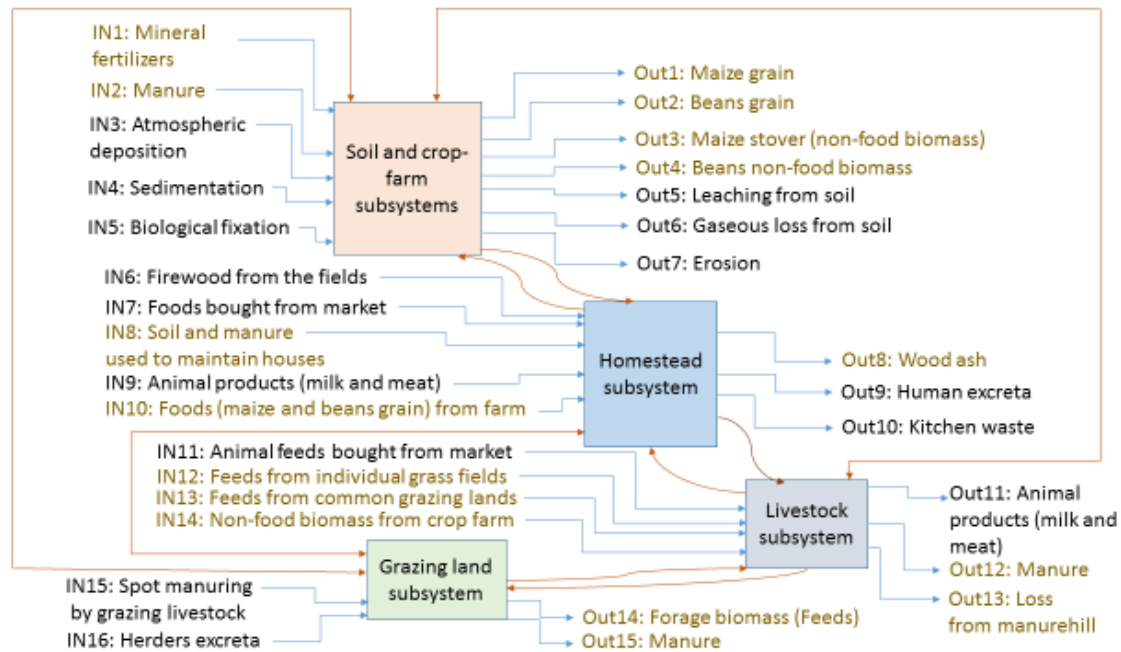 IN1: Mineral
fertilizers
IN2: Manure
IN3: Atmospheric
deposition
IN4: Sedimentation
IN5: Biological fixation
Soil and crop-
farm
subsystems
Out1: Maize grain
Out2: Beans grain
Out3: Maize stover (non-food biomass)
Out4: Beans non-food biomass
Out5: Leaching from soil
Out6: Gaseous loss from soil
Out7: Erosion
IN6: Firewood from the fields
IN7: Foods bought from market
IN8: Soil and manure
used to maintain houses
IN9: Animal products (milk and meat)
IN10: Foods (maize and beans grain) from farm
Homestead
subsystem
Out8: Wood ash
Out9: Human excreta
Out10: Kitchen waste
IN11: Animal feeds bought from market
IN12: Feeds from individual grass fields
IN13: Feeds from common grazing lands
IN14: Non-food biomass from crop farm
Livestock
subsystem
Out11: Animal
products (milk and
meat)
Out12: Manure
Out13: Loss
from manurehill
IN15: Spot manuring
by grazing livestock
IN16: Herders excreta
Grazing land
subsystem
Out14: Forage biomass (Feeds)
Out15: Manure